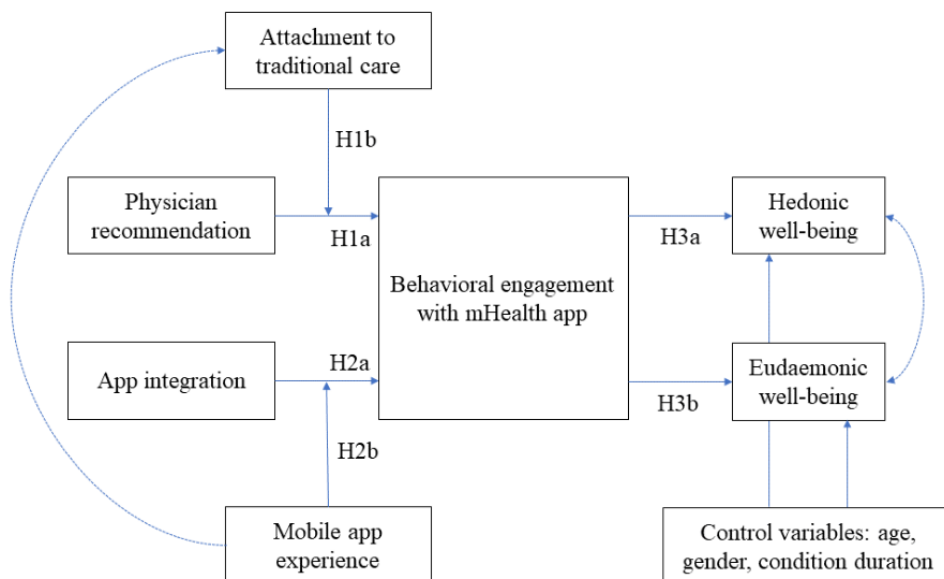 Attachment to
traditional care
H1b
Physician
recommendation
H1a
Behavioral engagement
with mHealth app
H3a
Hedonic
well-being
App integration
H2a
H2b
H3b
Eudaemonic
well-being
Mobile app
experience
Control variables: age,
gender, condition duration